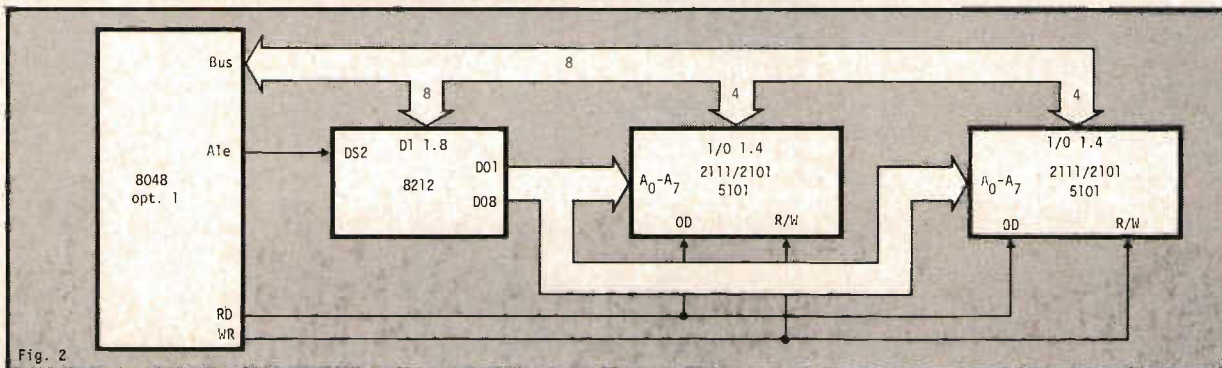 Bus
8
8
4
4
Ale
DS2
DI 1.8
8212
DO1
DO8
8048
opt. 1
I/O 1.4
A0-A7
2111/2101
5101
OD
R/W
I/O 1.4
A0-A7
2111/2101
5101
OD
R/W
RD
WR
Fig. 2